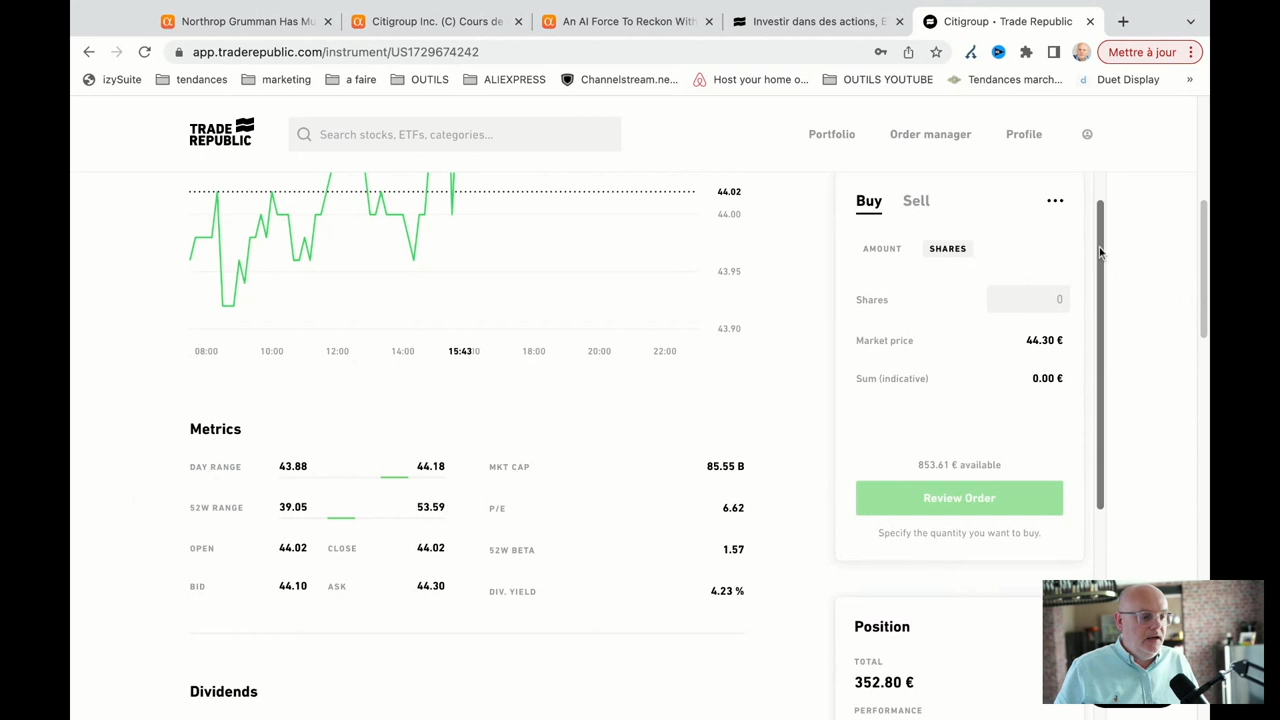 Northrop Grumman Has Mu
Citigroup Inc. (C) Cours de
An AI Force To Reckon With
Investir dans des actions, E
Citigroup • Trade Republic
app.traderepublic.com/instrument/US1729674242
Mettre à jour
izySuite
tendances
marketing
a faire
OUTILS
ALIEXPRESS
Channelstream.ne...
Host your home o...
OUTILS YOUTUBE
Tendances march...
Duet Display
»
TRADE
REPUBLIC
Search stocks, ETFs, categories...
Portfolio
Order manager
Profile
44.02
44.00
43.95
43.90
08:00
10:00
12:00
14:00
15:43
18:00
20:00
22:00
Buy
Sell
AMOUNT
SHARES
Shares
0
Market price
44.30 €
Sum (indicative)
0.00 €
853.61 € available
Review Order
Specify the quantity you want to buy.
Metrics
DAY RANGE
43.88
44.18
MKT CAP
85.55 B
52W RANGE
39.05
53.59
P/E
6.62
OPEN
44.02
CLOSE
44.02
52W BETA
1.57
BID
44.10
ASK
44.30
DIV. YIELD
4.23 %
Dividends
Position
TOTAL
352.80 €
PERFORMANCE